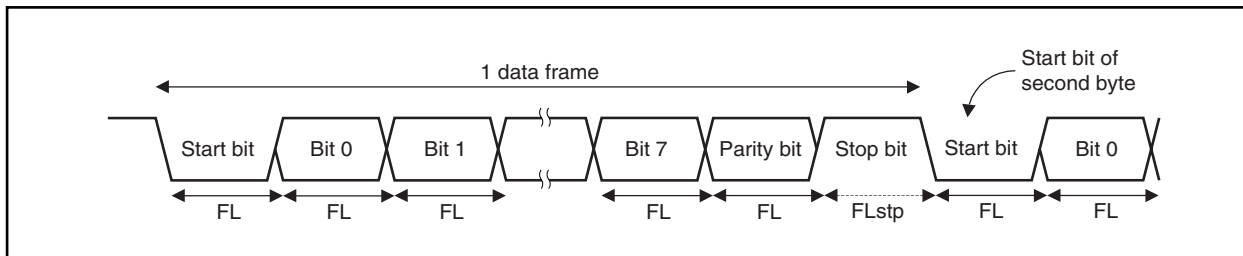 1 data frame
Start bit of
second byte
Start bit Bit 0 Bit 1 Bit 7 Parity bit Stop bit Start bit Bit 0
FL FL FL FL FL FLstp FL FL